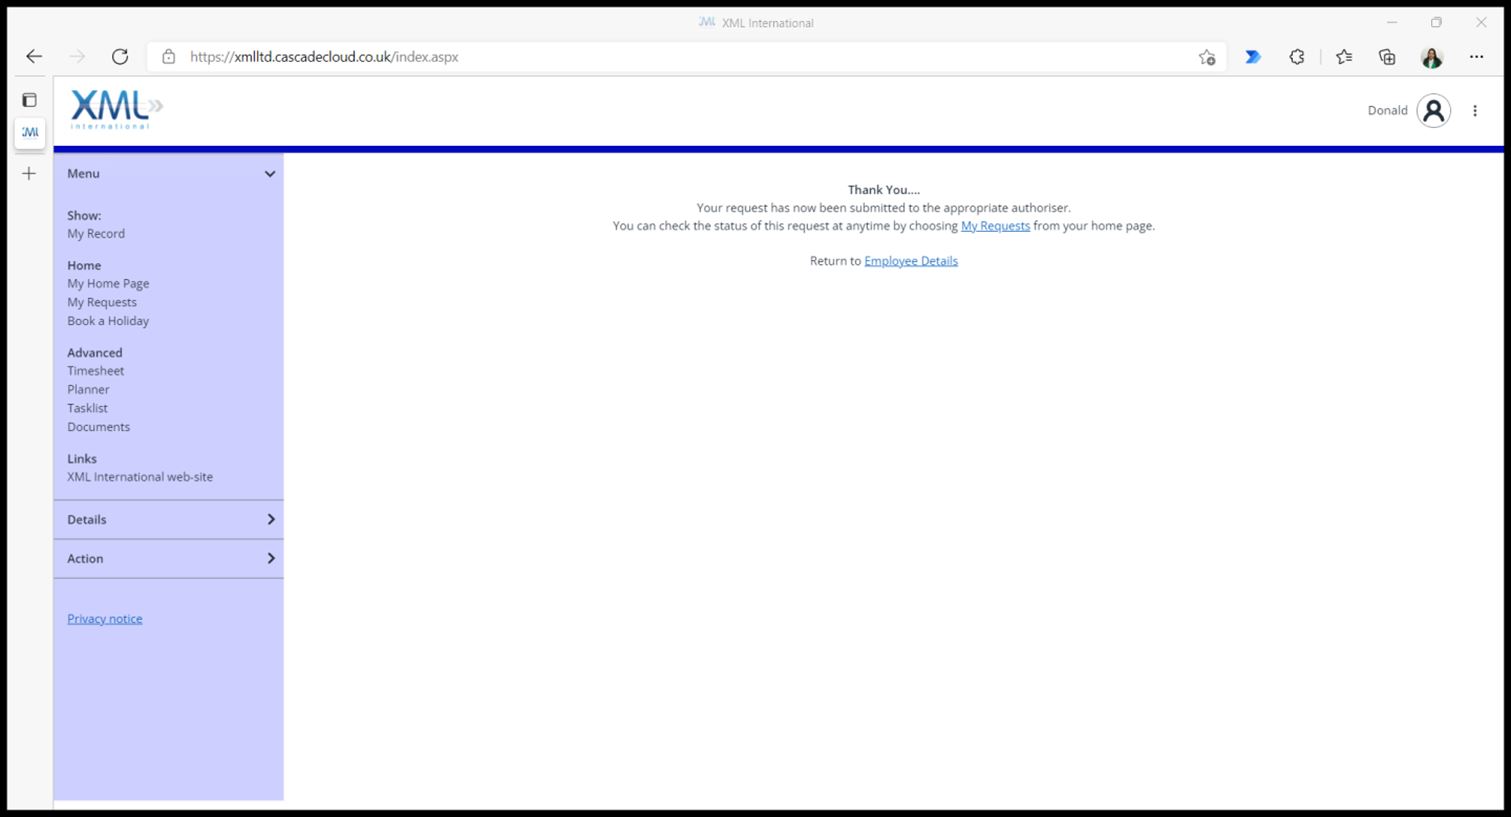 XML International
https://xmlltd.cascadecloud.co.uk/index.aspx
XML
international
Donald
XML
Menu
Show:
My Record
Home
My Home Page
My Requests
Book a Holiday
Advanced
Timesheet
Planner
Tasklist
Documents
Links
XML International web-site
Details
Action
Privacy notice
Thank You....
Your request has now been submitted to the appropriate authoriser.
You can check the status of this request at anytime by choosing My Requests from your home page.
Return to Employee Details